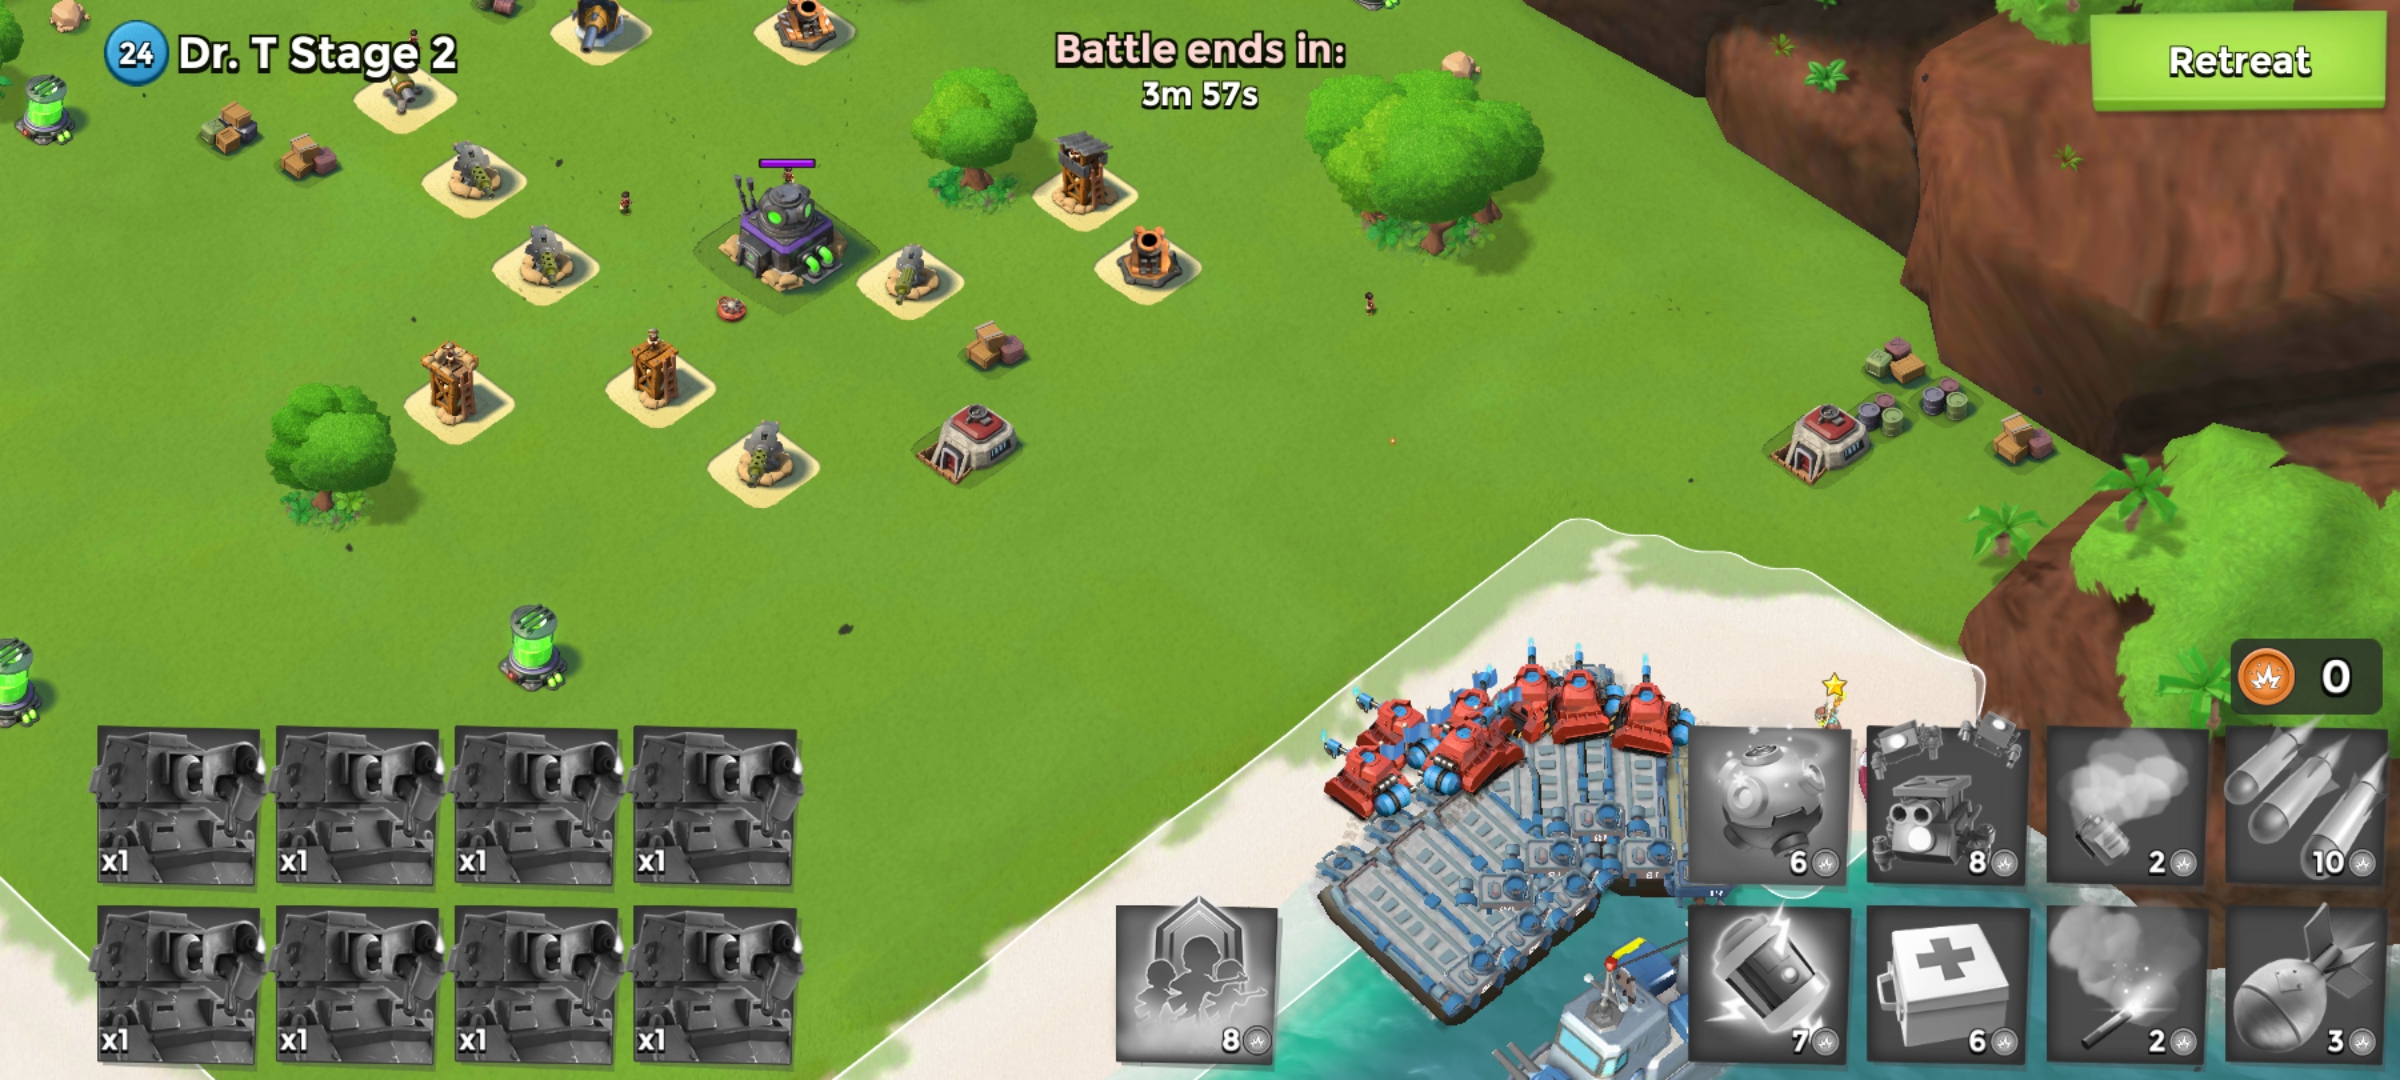 24 Dr. T Stage 2
Battle ends in:
3m 57s
Retreat
0
x1 x1 x1 x1
6 8 2 10
x1 x1 x1 x1
8 7 6 2 3